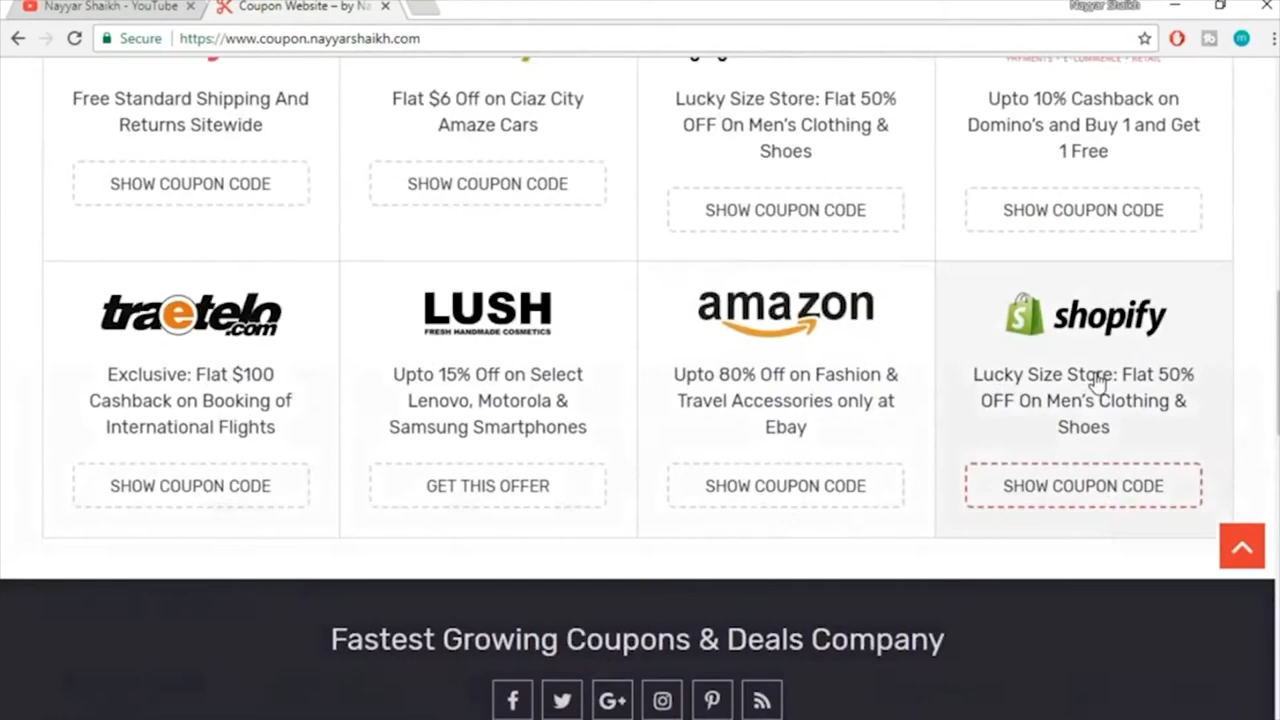 Nayyar Shaikh - YouTube
Coupon Website – by Na
Nayyar Shaikh
Secure
https://www.coupon.nayyarshaikh.com
PAYMENTS • E-COMMERCE • RETAIL
Free Standard Shipping And
Returns Sitewide
SHOW COUPON CODE
Flat $6 Off on Ciaz City
Amaze Cars
SHOW COUPON CODE
Lucky Size Store: Flat 50%
OFF On Men's Clothing &
Shoes
SHOW COUPON CODE
Upto 10% Cashback on
Domino's and Buy 1 and Get
1 Free
SHOW COUPON CODE
traetelo
.com
Exclusive: Flat $100
Cashback on Booking of
International Flights
SHOW COUPON CODE
LUSH
FRESH HANDMADE COSMETICS
Upto 15% Off on Select
Lenovo, Motorola &
Samsung Smartphones
GET THIS OFFER
amazon
Upto 80% Off on Fashion &
Travel Accessories only at
Ebay
SHOW COUPON CODE
shopify
Lucky Size Store: Flat 50%
OFF On Men's Clothing &
Shoes
SHOW COUPON CODE
Fastest Growing Coupons & Deals Company